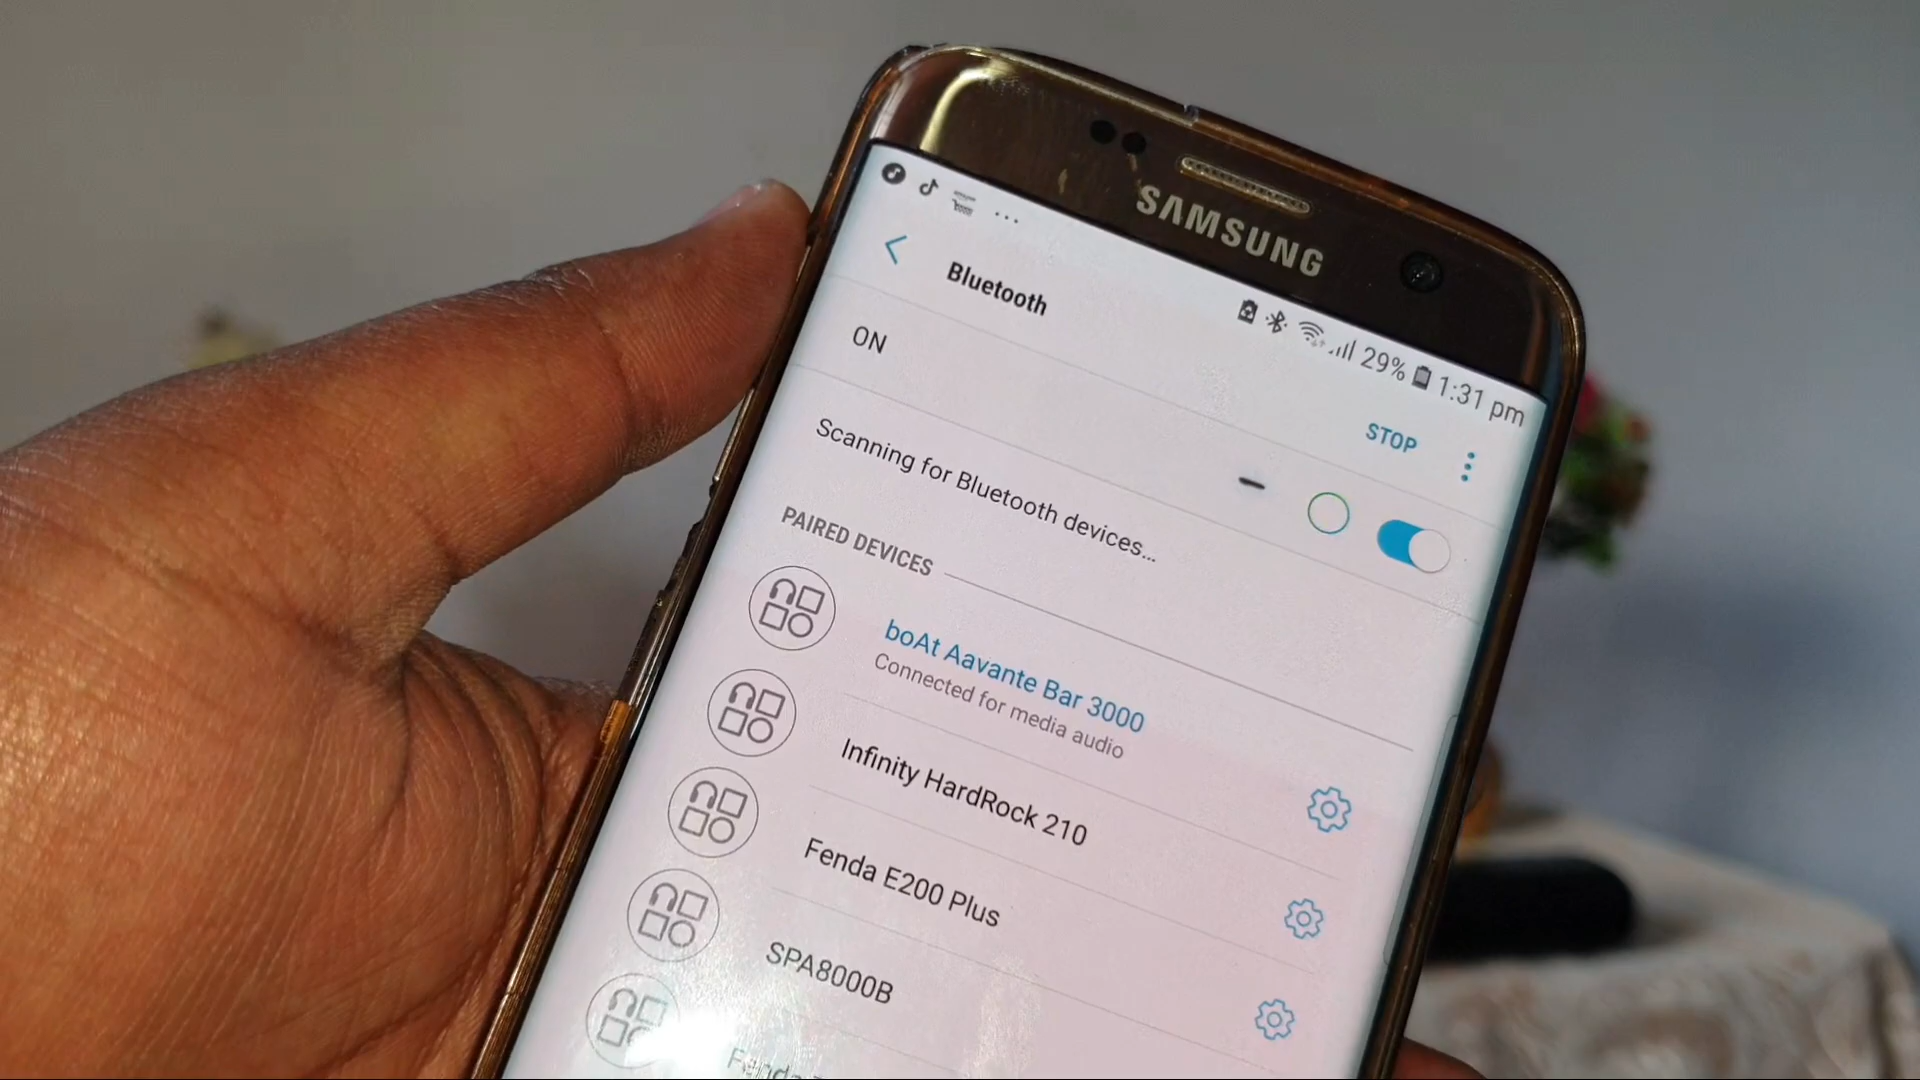 SAMSUNG
29% 1:31 pm
Bluetooth
STOP
ON
Scanning for Bluetooth devices...
PAIRED DEVICES
boAt Aavante Bar 3000
Connected for media audio
Infinity HardRock 210
Fenda E200 Plus
SPA8000B
Fenda